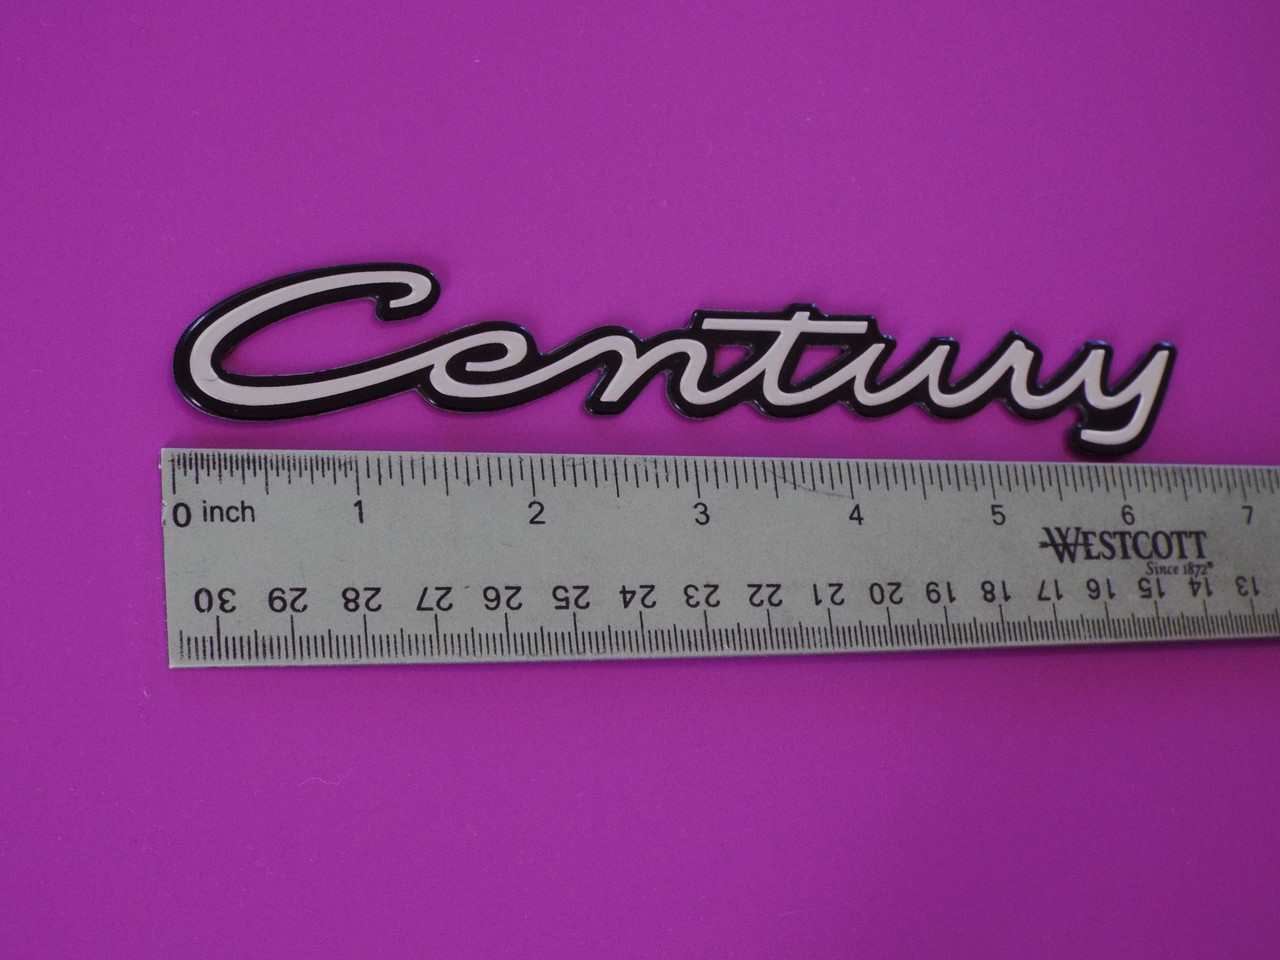 Century
0 inch 1 2 3 4 5 6 7
WESTCOTT
Since 1872®
30 29 28 27 26 25 24 23 22 21 20 19 18 17 16 15 14 13